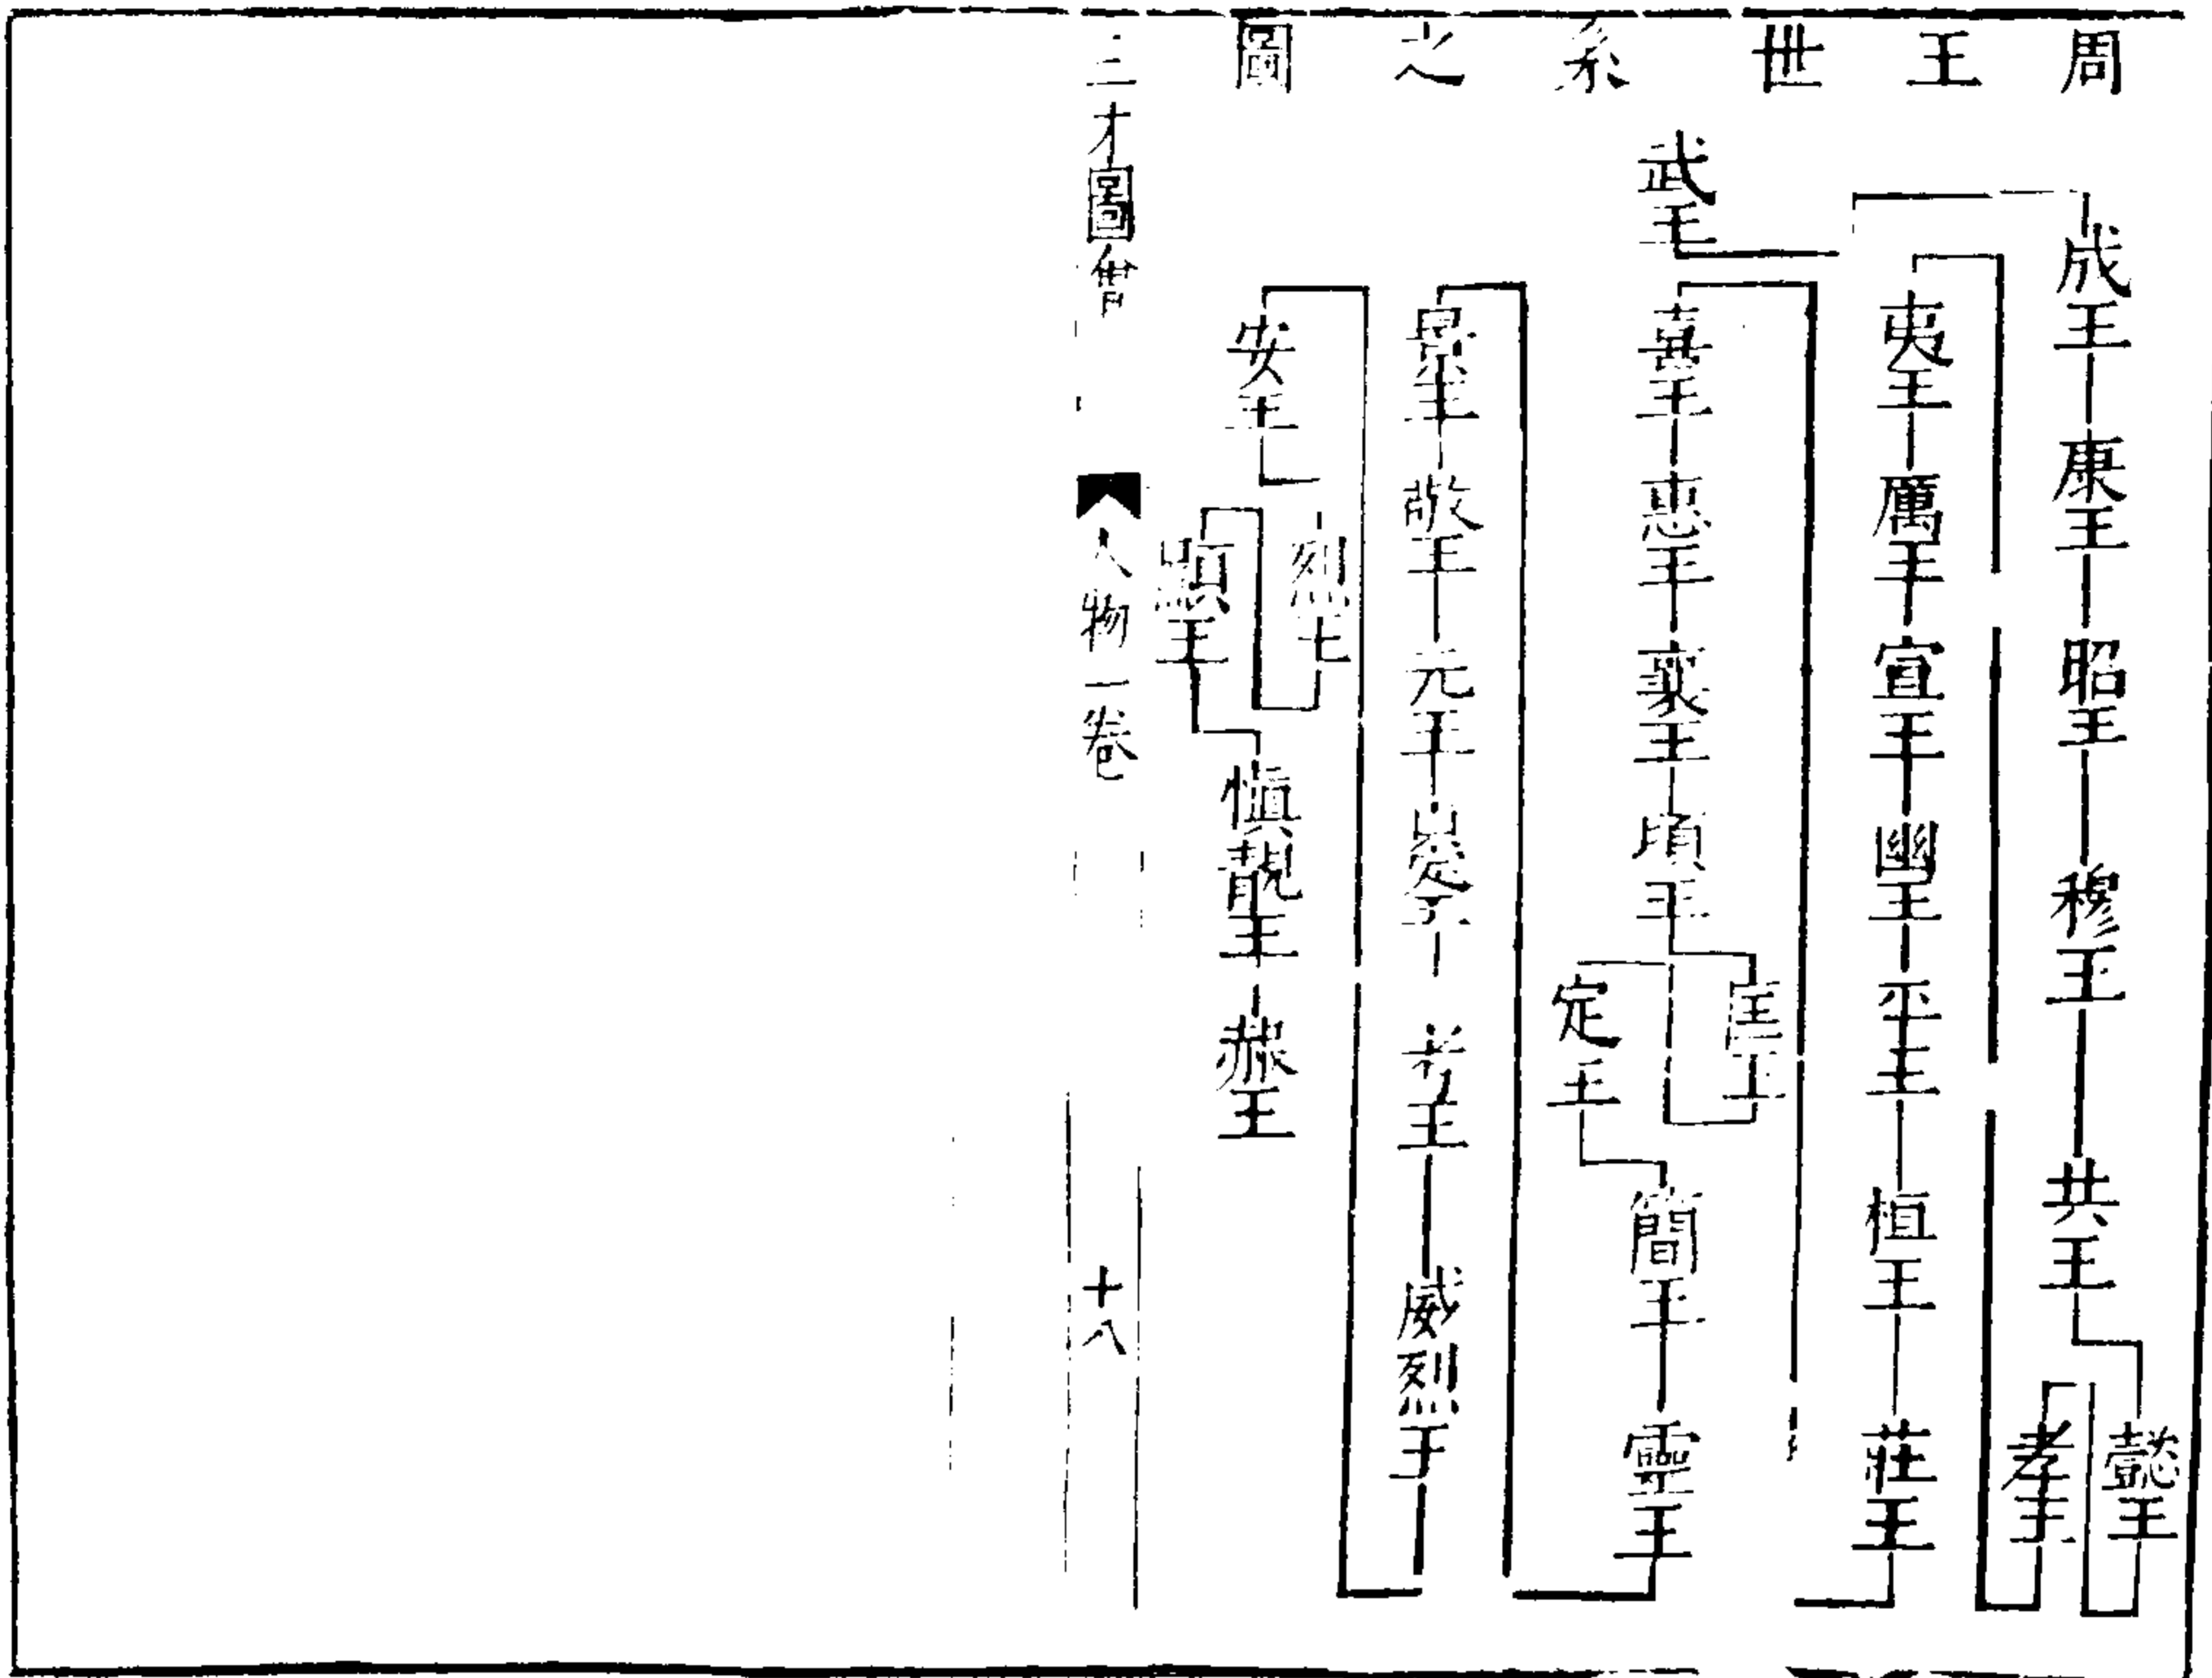 周王世系之圖
武王
成王
康王
昭王
穆王
共王
懿王
孝王
夷王
厲王
宣王
幽王
平王
桓王
莊王
喜王
惠王
襄王
頃王
匡王
定王
簡王
靈王
景王
敬王
元王
考王
威烈王
安王
烈王
顯王
慎靚王
赧王
三才圖會
人物一卷
十八